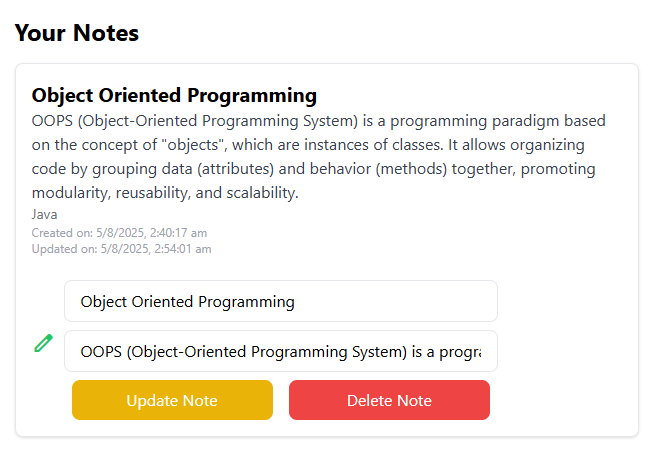 Your Notes
Object Oriented Programming
OOPS (Object-Oriented Programming System) is a programming paradigm based
on the concept of "objects", which are instances of classes. It allows organizing
code by grouping data (attributes) and behavior (methods) together, promoting
modularity, reusability, and scalability.
Java
Created on: 5/8/2025, 2:40:17 am
Updated on: 5/8/2025, 2:54:01 am
Object Oriented Programming
OOPS (Object-Oriented Programming System) is a progra
Update Note
Delete Note